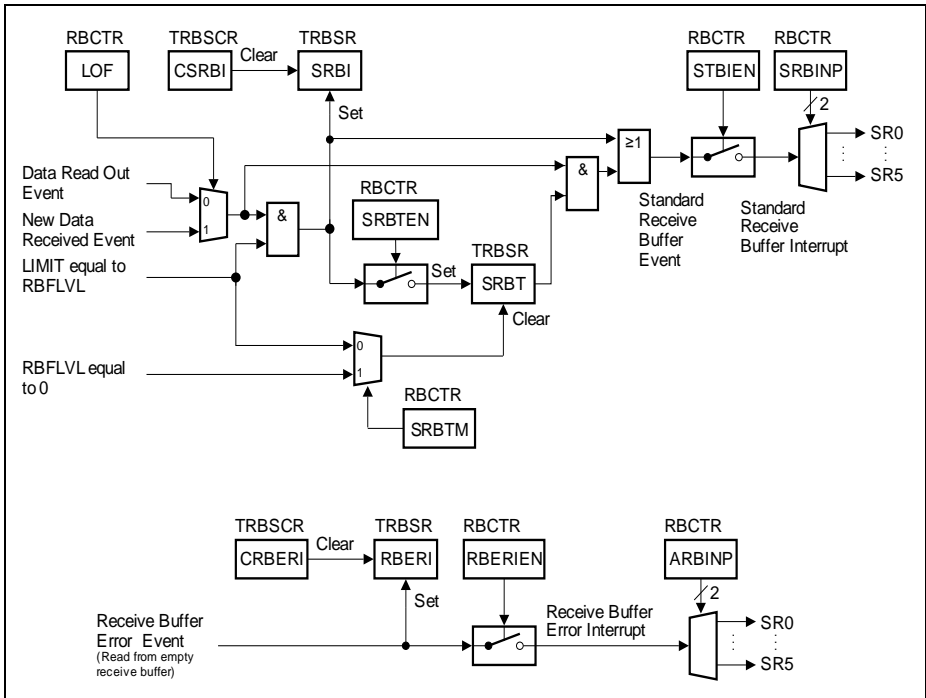 RBCTR
TRBSCR
TRBSR
RBCTR
RBCTR
LOF
CSRBI
Clear
SRBI
STBIEN
SRBINP
Set
2
SR0
SR5
≥1
Data Read Out
Event
0
&
New Data
Received Event
1
&
RBCTR
SRBTEN
Standard
Receive
Buffer
Event
Standard
Receive
Buffer Interrupt
LIMIT equal to
RBFLVL
TRBSR
Set
SRBT
Clear
0
RBFLVL equal
to 0
1
RBCTR
SRBTM
TRBSCR
TRBSR
RBCTR
RBCTR
CRBERI
Clear
RBERI
RBERIEN
ARBINP
Set
2
Receive Buffer
Error Event
(Read from empty
receive buffer)
Receive Buffer
Error Interrupt
SR0
SR5